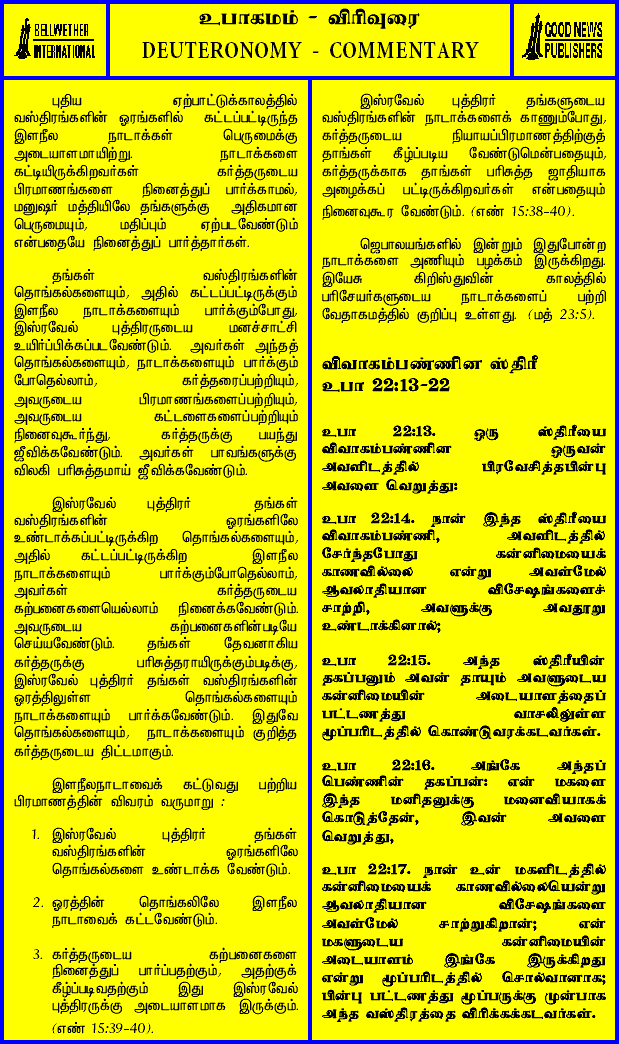 BELLWETHER
INTERNATIONAL
உபாகமம் - விரிவுரை
DEUTERONOMY - COMMENTARY
GOOD NEWS
PUBLISHERS
புதிய ஏற்பாட்டுக்காலத்தில்
வஸ்திரங்களின் ஓரங்களில் கட்டப்பட்டிருந்த
இளநீல நாடாக்கள் பெருமைக்கு
அடையாளமாயிற்று. நாடாக்களை
கட்டியிருக்கிறவர்கள் கர்த்தருடைய
பிரமாணங்களை நினைத்துப் பார்க்காமல்,
மனுஷர் மத்தியிலே தங்களுக்கு அதிகமான
பெருமையும், மதிப்பும் ஏற்படவேண்டும்
என்பதையே நினைத்துப் பார்த்தார்கள்.
தங்கள் வஸ்திரங்களின்
தொங்கல்களையும், அதில் கட்டப்பட்டிருக்கும்
இளநீல நாடாக்களையும் பார்க்கும்போது,
இஸ்ரவேல் புத்திரருடைய மனச்சாட்சி
உயிர்ப்பிக்கப்படவேண்டும். அவர்கள் அந்தத்
தொங்கல்களையும், நாடாக்களையும் பார்க்கும்
போதெல்லாம், கர்த்தரைப்பற்றியும்,
அவருடைய பிரமாணங்களைப்பற்றியும்,
அவருடைய கட்டளைகளைப்பற்றியும்
நினைவுகூர்ந்து, கர்த்தருக்கு பயந்து
ஜீவிக்கவேண்டும். அவர்கள் பாவங்களுக்கு
விலகி பரிசுத்தமாய் ஜீவிக்கவேண்டும்.
இஸ்ரவேல் புத்திரர் தங்கள்
வஸ்திரங்களின் ஓரங்களிலே
உண்டாக்கப்பட்டிருக்கிற தொங்கல்களையும்,
அதில் கட்டப்பட்டிருக்கிற இளநீல
நாடாக்களையும் பார்க்கும்போதெல்லாம்,
அவர்கள் கர்த்தருடைய
கற்பனைகளையெல்லாம் நினைக்கவேண்டும்.
அவருடைய கற்பனைகளின்படியே
செய்யவேண்டும். தங்கள் தேவனாகிய
கர்த்தருக்கு பரிசுத்தராயிருக்கும்படிக்கு,
இஸ்ரவேல் புத்திரர் தங்கள் வஸ்திரங்களின்
ஓரத்திலுள்ள தொங்கல்களையும்
நாடாக்களையும் பார்க்கவேண்டும். இதுவே
தொங்கல்களையும், நாடாக்களையும் குறித்த
கர்த்தருடைய திட்டமாகும்.
இளநீலநாடாவைக் கட்டுவது பற்றிய
பிரமாணத்தின் விவரம் வருமாறு :
1. இஸ்ரவேல் புத்திரர் தங்கள்
வஸ்திரங்களின் ஓரங்களிலே
தொங்கல்களை உண்டாக்க வேண்டும்.
2. ஓரத்தின் தொங்கலிலே இளநீல
நாடாவைக் கட்டவேண்டும்.
3. கர்த்தருடைய கற்பனைகளை
நினைத்துப் பார்ப்பதற்கும், அதற்குக்
கீழ்ப்படிவதற்கும் இது இஸ்ரவேல்
புத்திரருக்கு அடையாளமாக இருக்கும்.
(எண் 15:39-40).
இஸ்ரவேல் புத்திரர் தங்களுடைய
வஸ்திரங்களின் நாடாக்களைக் காணும்போது,
கர்த்தருடைய நியாயப்பிரமாணத்திற்குத்
தாங்கள் கீழ்ப்படிய வேண்டுமென்பதையும்,
கர்த்தருக்காக தாங்கள் பரிசுத்த ஜாதியாக
அழைக்கப் பட்டிருக்கிறவர்கள் என்பதையும்
நினைவுகூர வேண்டும். (எண் 15:38-40).
ஜெபாலயங்களில் இன்றும் இதுபோன்ற
நாடாக்களை அணியும் பழக்கம் இருக்கிறது.
இயேசு கிறிஸ்துவின் காலத்தில்
பரிசேயர்களுடைய நாடாக்களைப் பற்றி
வேதாகமத்தில் குறிப்பு உள்ளது. (மத் 23:5).
விவாகம்பண்ணின ஸ்திரீ
உபா 22:13-22
உபா 22:13. ஒரு ஸ்திரீயை
விவாகம்பண்ணின ஒருவன்
அவளிடத்தில் பிரவேசித்தபின்பு
அவளை வெறுத்து:
உபா 22:14. நான் இந்த ஸ்திரீயை
விவாகம்பண்ணி, அவளிடத்தில்
சேர்ந்தபோது கன்னிமையைக்
காணவில்லை என்று அவள்மேல்
ஆவலாதியான விசேஷங்களைச்
சாற்றி, அவளுக்கு அவதூறு
உண்டாக்கினால்;
உபா 22:15. அந்த ஸ்திரீயின்
தகப்பனும் அவன் தாயும் அவளுடைய
கன்னிமையின் அடையாளத்தைப்
பட்டணத்து வாசலிலுள்ள
மூப்பரிடத்தில் கொண்டுவரக்கடவர்கள்.
உபா 22:16. அங்கே அந்தப்
பெண்ணின் தகப்பன்: என் மகளை
இந்த மனிதனுக்கு மனைவியாகக்
கொடுத்தேன், இவன் அவளை
வெறுத்து,
உபா 22:17. நான் உன் மகளிடத்தில்
கன்னிமையைக் காணவில்லையென்று
ஆவலாதியான விசேஷங்களை
அவள்மேல் சாற்றுகிறான்; என்
மகளுடைய கன்னிமையின்
அடையாளம் இங்கே இருக்கிறது
என்று மூப்பரிடத்தில் சொல்வானாக;
பின்பு பட்டணத்து மூப்பருக்கு முன்பாக
அந்த வஸ்திரத்தை விரிக்கக்கடவர்கள்.